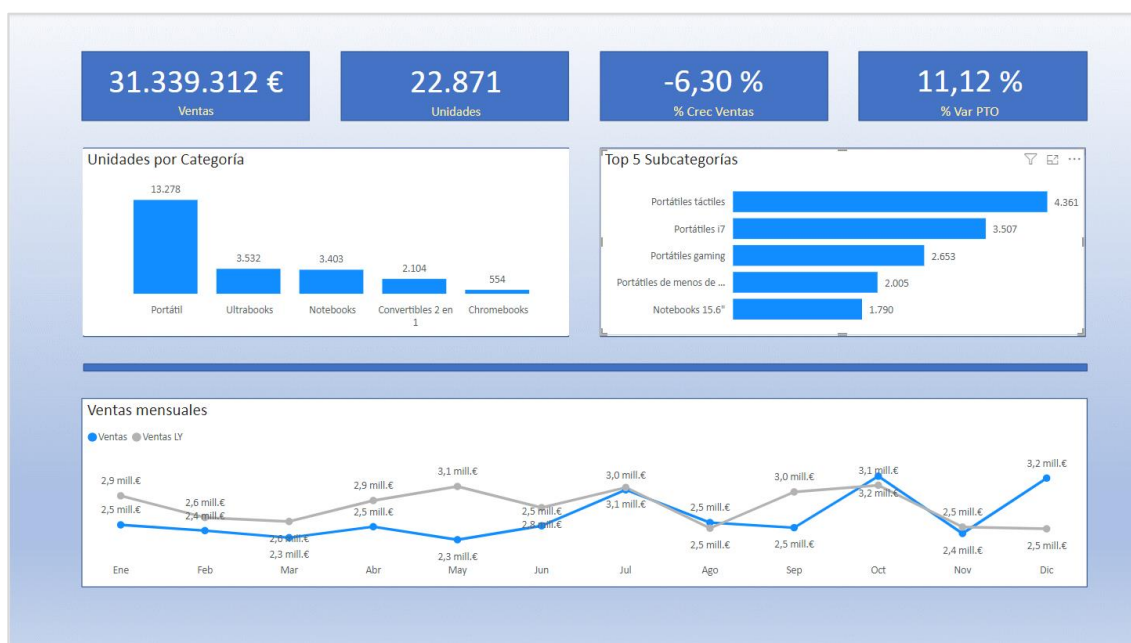 31.339.312 €
Ventas
22.871
Unidades
-6,30 %
% Crec Ventas
11,12 %
% Var PTO
Unidades por Categoría
13.278
3.532
3.403
2.104
554
Portátil
Ultrabooks
Notebooks
Convertibles 2 en
1
Chromebooks
Top 5 Subcategorías
Portátiles táctiles
4.361
Portátiles i7
3.507
Portátiles gaming
2.653
Portátiles de menos de ...
2.005
Notebooks 15.6"
1.790
Ventas mensuales
Ventas
Ventas LY
2,9 mill.€
2,5 mill.€
2,6 mill.€
2,4 mill.€
2,6 mill.€
2,3 mill.€
2,9 mill.€
2,5 mill.€
3,1 mill.€
2,3 mill.€
2,5 mill.€
2,8 mill.€
3,0 mill.€
3,1 mill.€
2,5 mill.€
2,5 mill.€
3,0 mill.€
2,5 mill.€
3,1 mill.€
3,2 mill.€
2,5 mill.€
2,4 mill.€
3,2 mill.€
2,5 mill.€
Ene
Feb
Mar
Abr
May
Jun
Jul
Ago
Sep
Oct
Nov
Dic